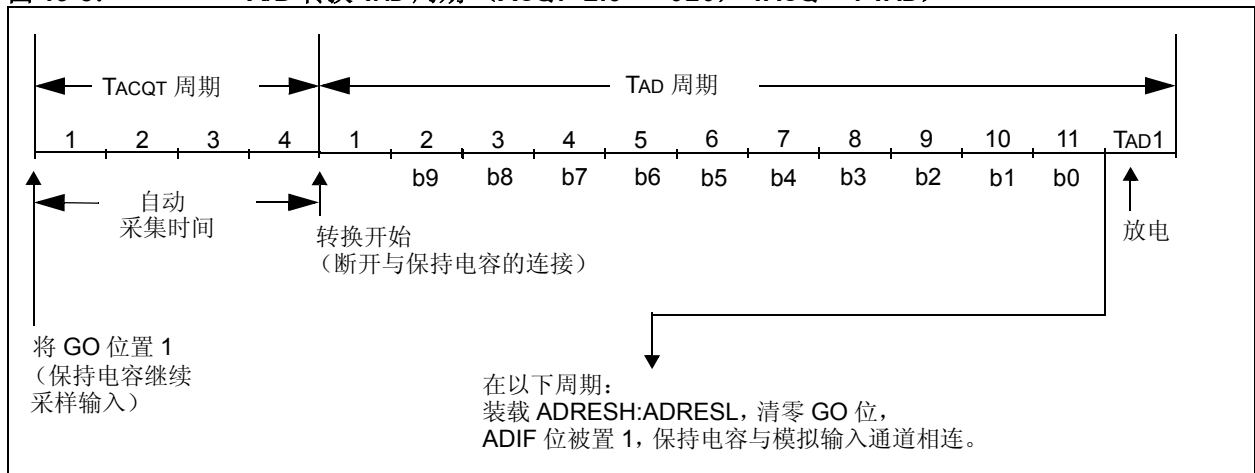 TACQT 周期
TAD 周期
1 2 3 4 1 2 3 4 5 6 7 8 9 10 11 TAD1
b9 b8 b7 b6 b5 b4 b3 b2 b1 b0
自动
采集时间
转换开始
（断开与保持电容的连接）
放电
将 GO 位置 1
（保持电容继续
采样输入）
在以下周期：
装载 ADRESH:ADRESL，清零 GO 位，
ADIF 位被置 1，保持电容与模拟输入通道相连。